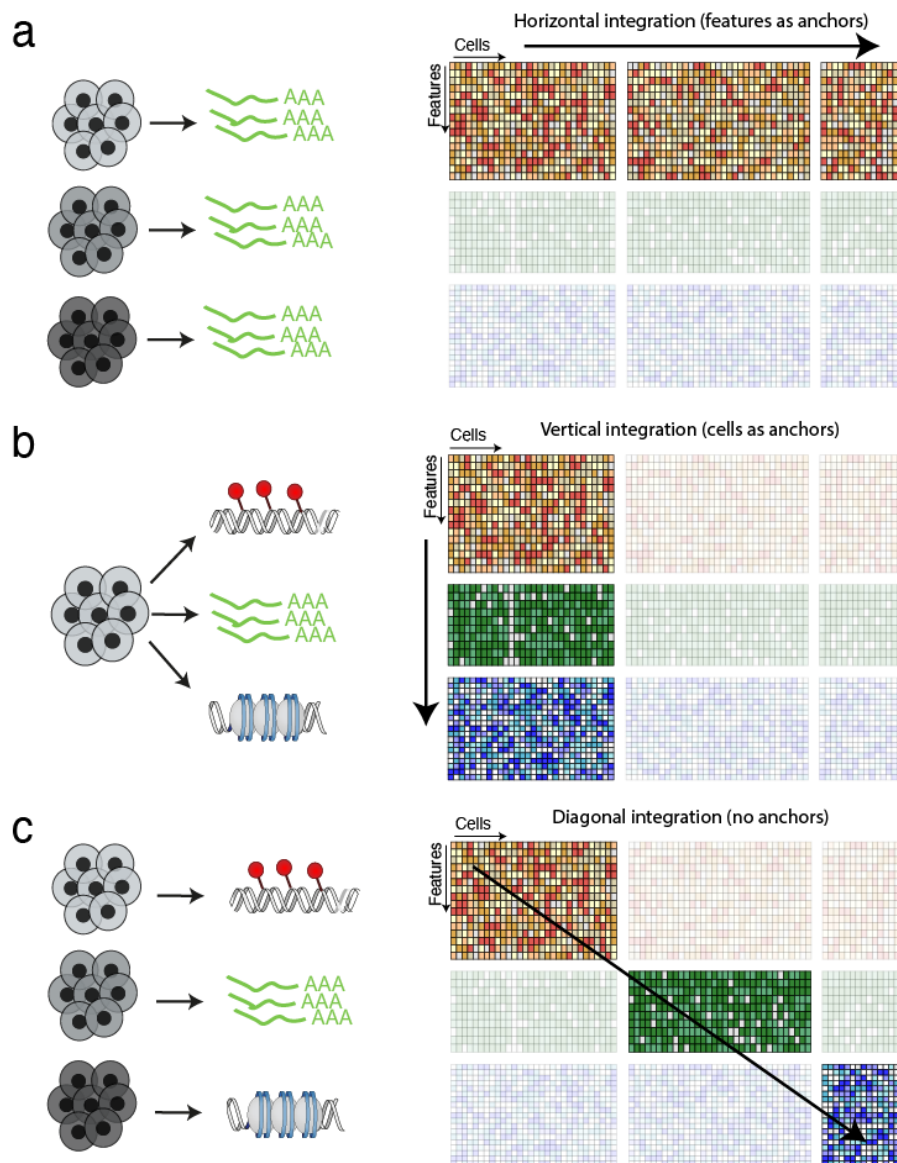 a
Horizontal integration (features as anchors)
Cells
Features
AAA
AAA
AAA
AAA
AAA
AAA
AAA
AAA
AAA
b
Vertical integration (cells as anchors)
Cells
Features
AAA
AAA
AAA
c
Diagonal integration (no anchors)
Cells
Features
AAA
AAA
AAA